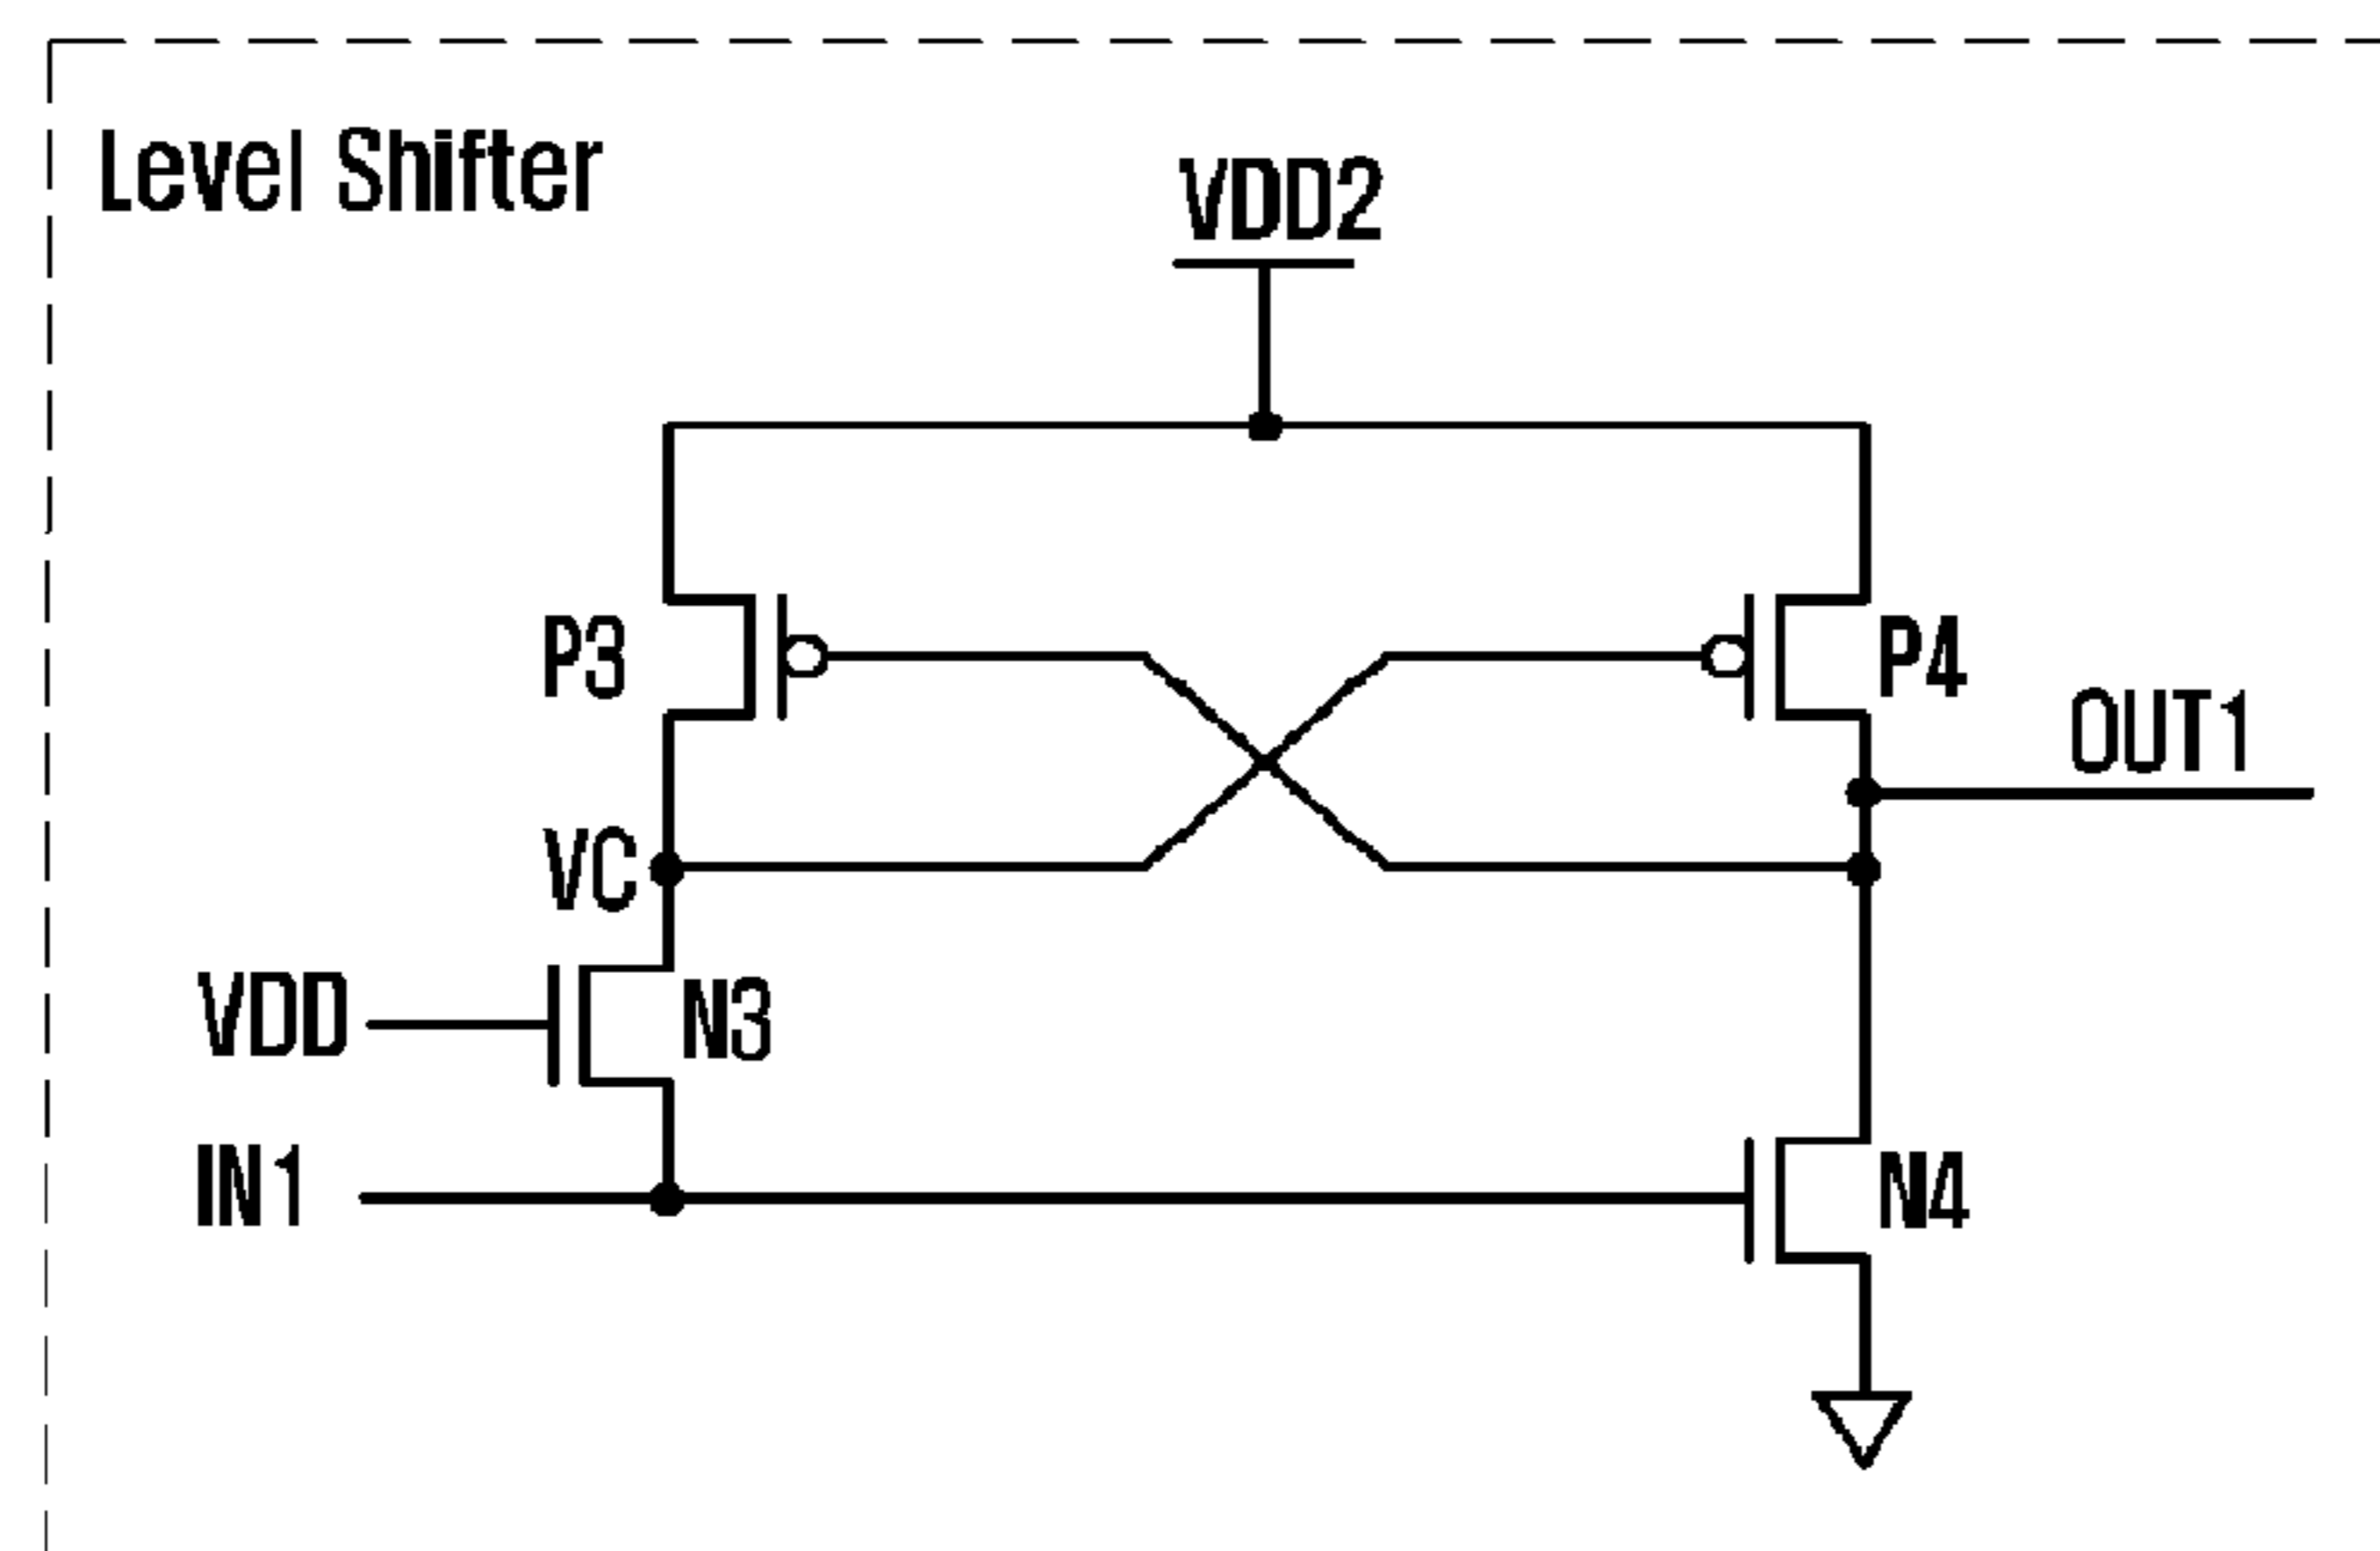 Level Shifter
VDD2
P3
P4
OUT1
VC
VDD
N3
IN1
N4